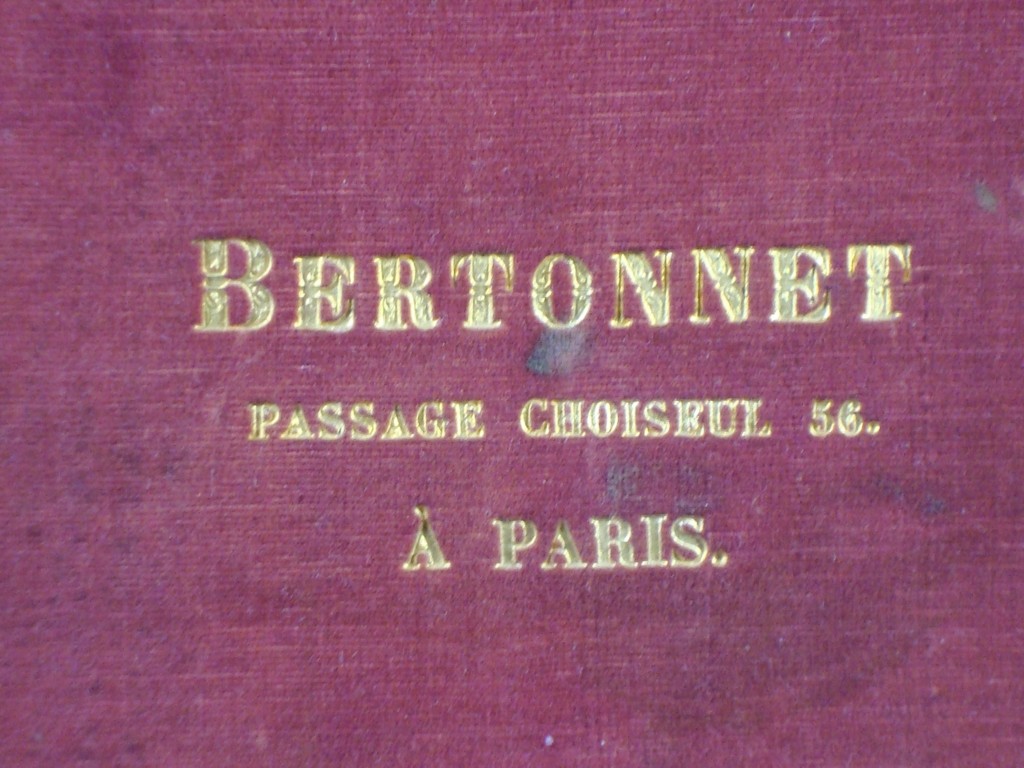 BERTONNET
PASSAGE CHOISEUL 56.
À PARIS.